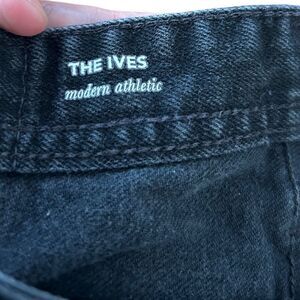 THE IVES
modern athletic